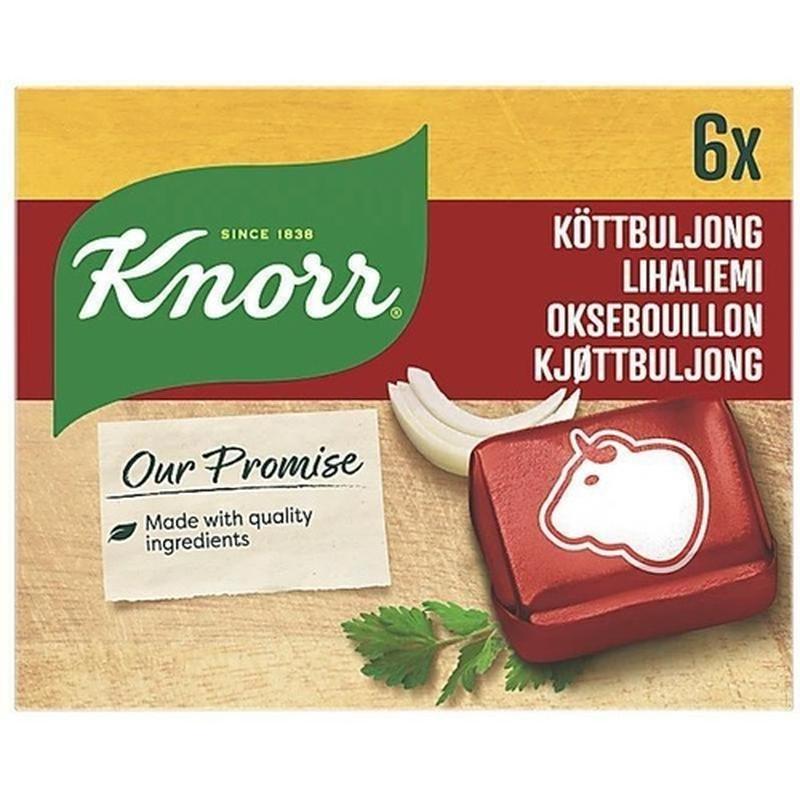 6x
SINCE 1838
Knorr®
KÖTTBULJONG
LIHALIEMI
OKSEBOUILLON
KJØTTBULJONG
Our Promise
Made with quality
ingredients